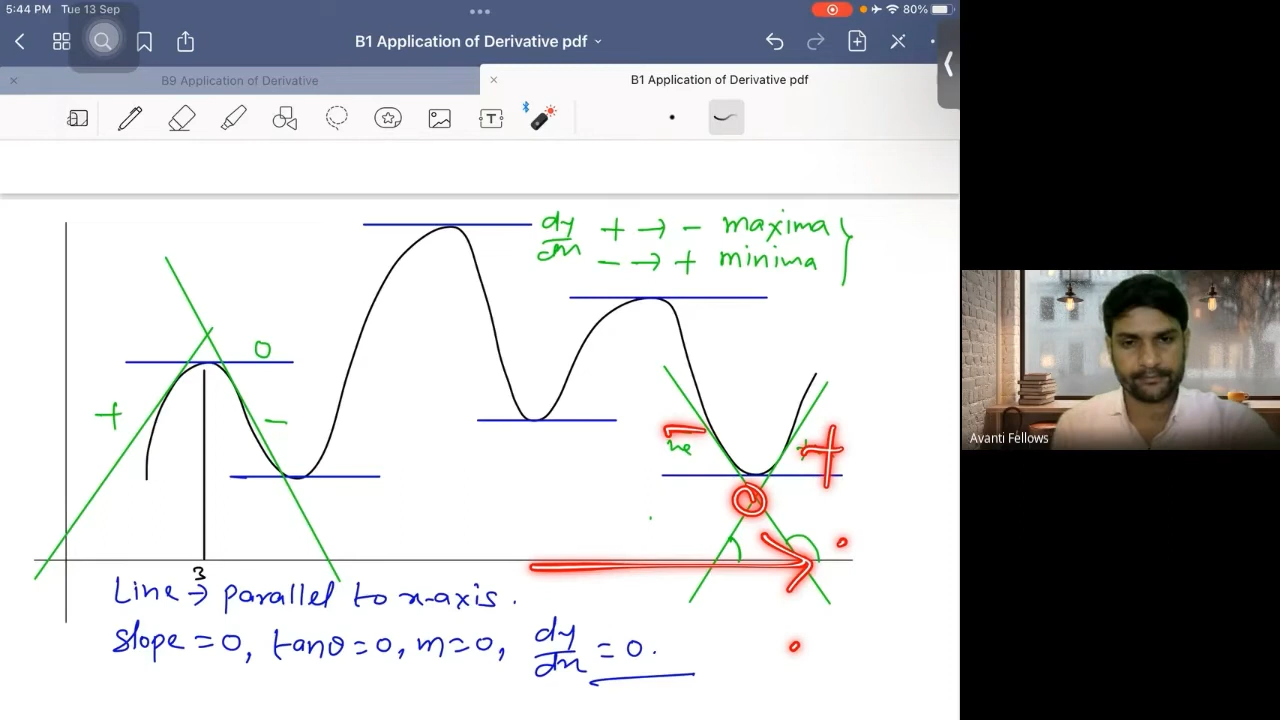 5:44 PM Tue 13 Sep
80%
B1 Application of Derivative pdf
B9 Application of Derivative
B1 Application of Derivative pdf
T
dy/dx + → - maxima
- → + minima
0
+
-
-
ve
+
+
0
3
Line → parallel to x-axis.
Slope = 0, tanθ = 0, m = 0, dy/dx = 0.
Avanti Fellows